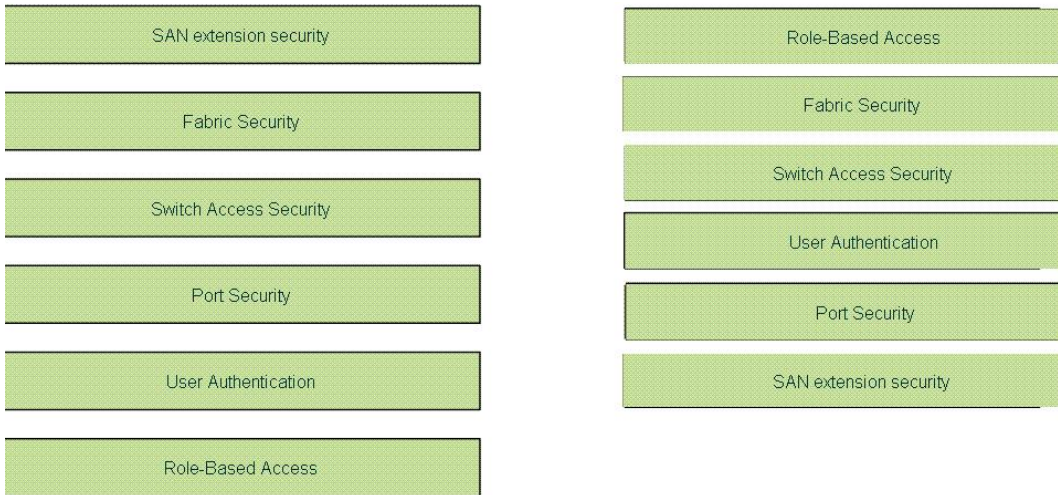 SAN extension security
Fabric Security
Switch Access Security
Port Security
User Authentication
Role-Based Access
Role-Based Access
Fabric Security
Switch Access Security
User Authentication
Port Security
SAN extension security